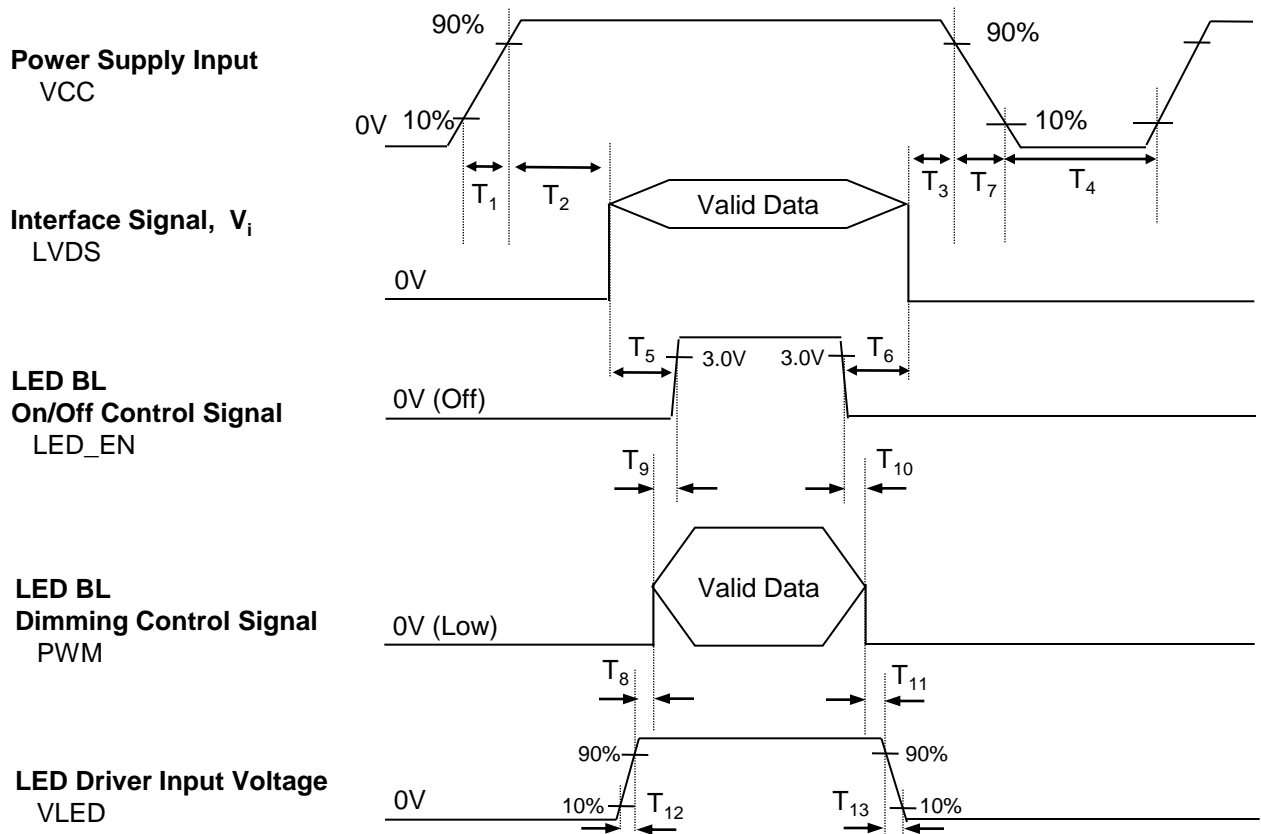 90%
90%
Power Supply Input
VCC
0V
10%
10%
T1
T2
T3
T7
T4
Valid Data
Interface Signal, Vi
LVDS
0V
T5
3.0V
3.0V
T6
LED BL
On/Off Control Signal
LED_EN
0V (Off)
T9
T10
LED BL
Dimming Control Signal
PWM
Valid Data
0V (Low)
T8
T11
90%
90%
LED Driver Input Voltage
VLED
0V
10%
T12
T13
10%